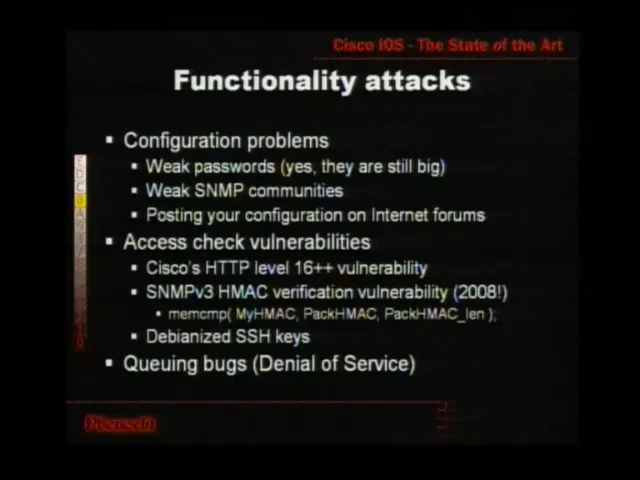 Cisco IOS - The State of the Art
Functionality attacks
▪ Configuration problems
▪ Weak passwords (yes, they are still big)
▪ Weak SNMP communities
▪ Posting your configuration on Internet forums
▪ Access check vulnerabilities
▪ Cisco's HTTP level 16++ vulnerability
▪ SNMPv3 HMAC verification vulnerability (2008!)
▪ memcmp( MyHMAC, PackHMAC, PackHMAC_len );
▪ Debianized SSH keys
▪ Queuing bugs (Denial of Service)